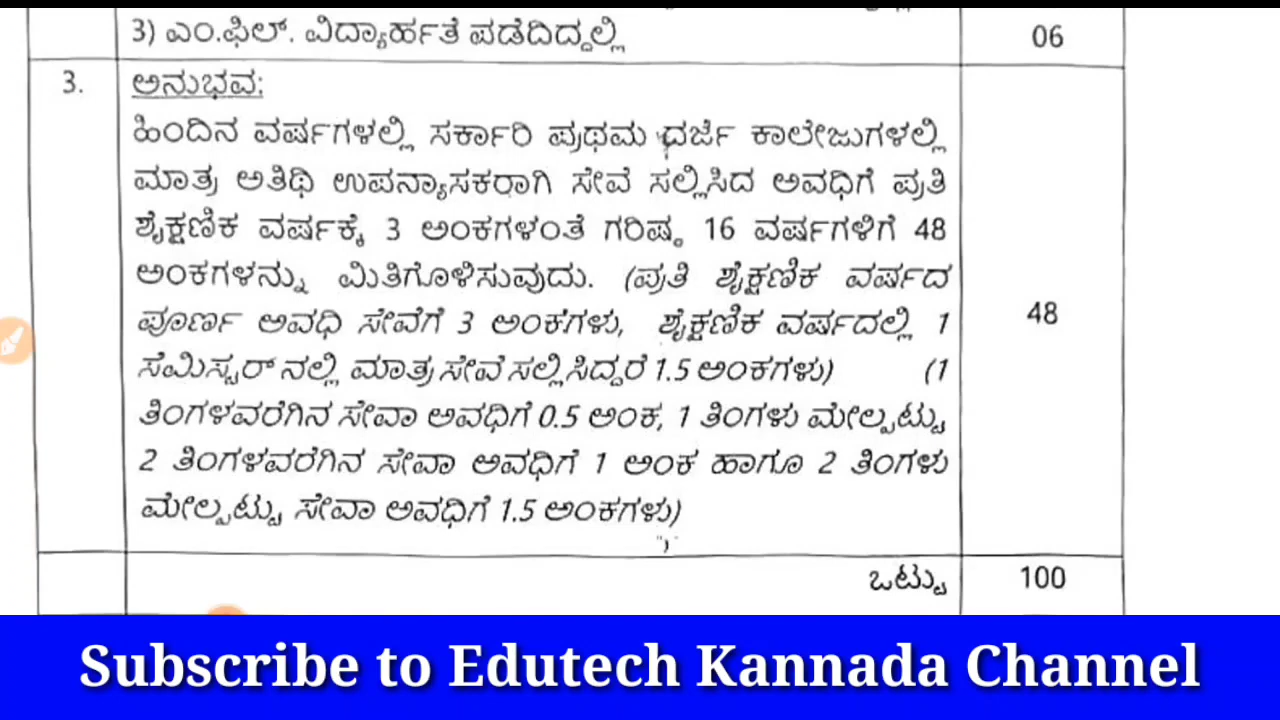 3) ಎಂ.ಫಿಲ್. ವಿದ್ಯಾರ್ಹತೆ ಪಡೆದಿದ್ದಲ್ಲಿ 06
3. ಅನುಭವ:
ಹಿಂದಿನ ವರ್ಷಗಳಲ್ಲಿ ಸರ್ಕಾರಿ ಪ್ರಥಮ ದರ್ಜೆ ಕಾಲೇಜುಗಳಲ್ಲಿ
ಮಾತ್ರ ಅತಿಥಿ ಉಪನ್ಯಾಸಕರಾಗಿ ಸೇವೆ ಸಲ್ಲಿಸಿದ ಅವಧಿಗೆ ಪ್ರತಿ
ಶೈಕ್ಷಣಿಕ ವರ್ಷಕ್ಕೆ 3 ಅಂಕಗಳಂತೆ ಗರಿಷ್ಠ 16 ವರ್ಷಗಳಿಗೆ 48
ಅಂಕಗಳನ್ನು ಮಿತಿಗೊಳಿಸುವುದು. (ಪ್ರತಿ ಶೈಕ್ಷಣಿಕ ವರ್ಷದ
ಪೂರ್ಣ ಅವಧಿ ಸೇವೆಗೆ 3 ಅಂಕಗಳು, ಶೈಕ್ಷಣಿಕ ವರ್ಷದಲ್ಲಿ 1
48
ಸೆಮಿಸ್ಟರ್ ನಲ್ಲಿ ಮಾತ್ರ ಸೇವೆ ಸಲ್ಲಿಸಿದ್ದರೆ 1.5 ಅಂಕಗಳು) (1
ತಿಂಗಳವರೆಗಿನ ಸೇವಾ ಅವಧಿಗೆ 0.5 ಅಂಕ, 1 ತಿಂಗಳು ಮೇಲ್ಪಟ್ಟು
2 ತಿಂಗಳವರೆಗಿನ ಸೇವಾ ಅವಧಿಗೆ 1 ಅಂಕ ಹಾಗೂ 2 ತಿಂಗಳು
ಮೇಲ್ಪಟ್ಟು ಸೇವಾ ಅವಧಿಗೆ 1.5 ಅಂಕಗಳು)
ಒಟ್ಟು 100
Subscribe to Edutech Kannada Channel